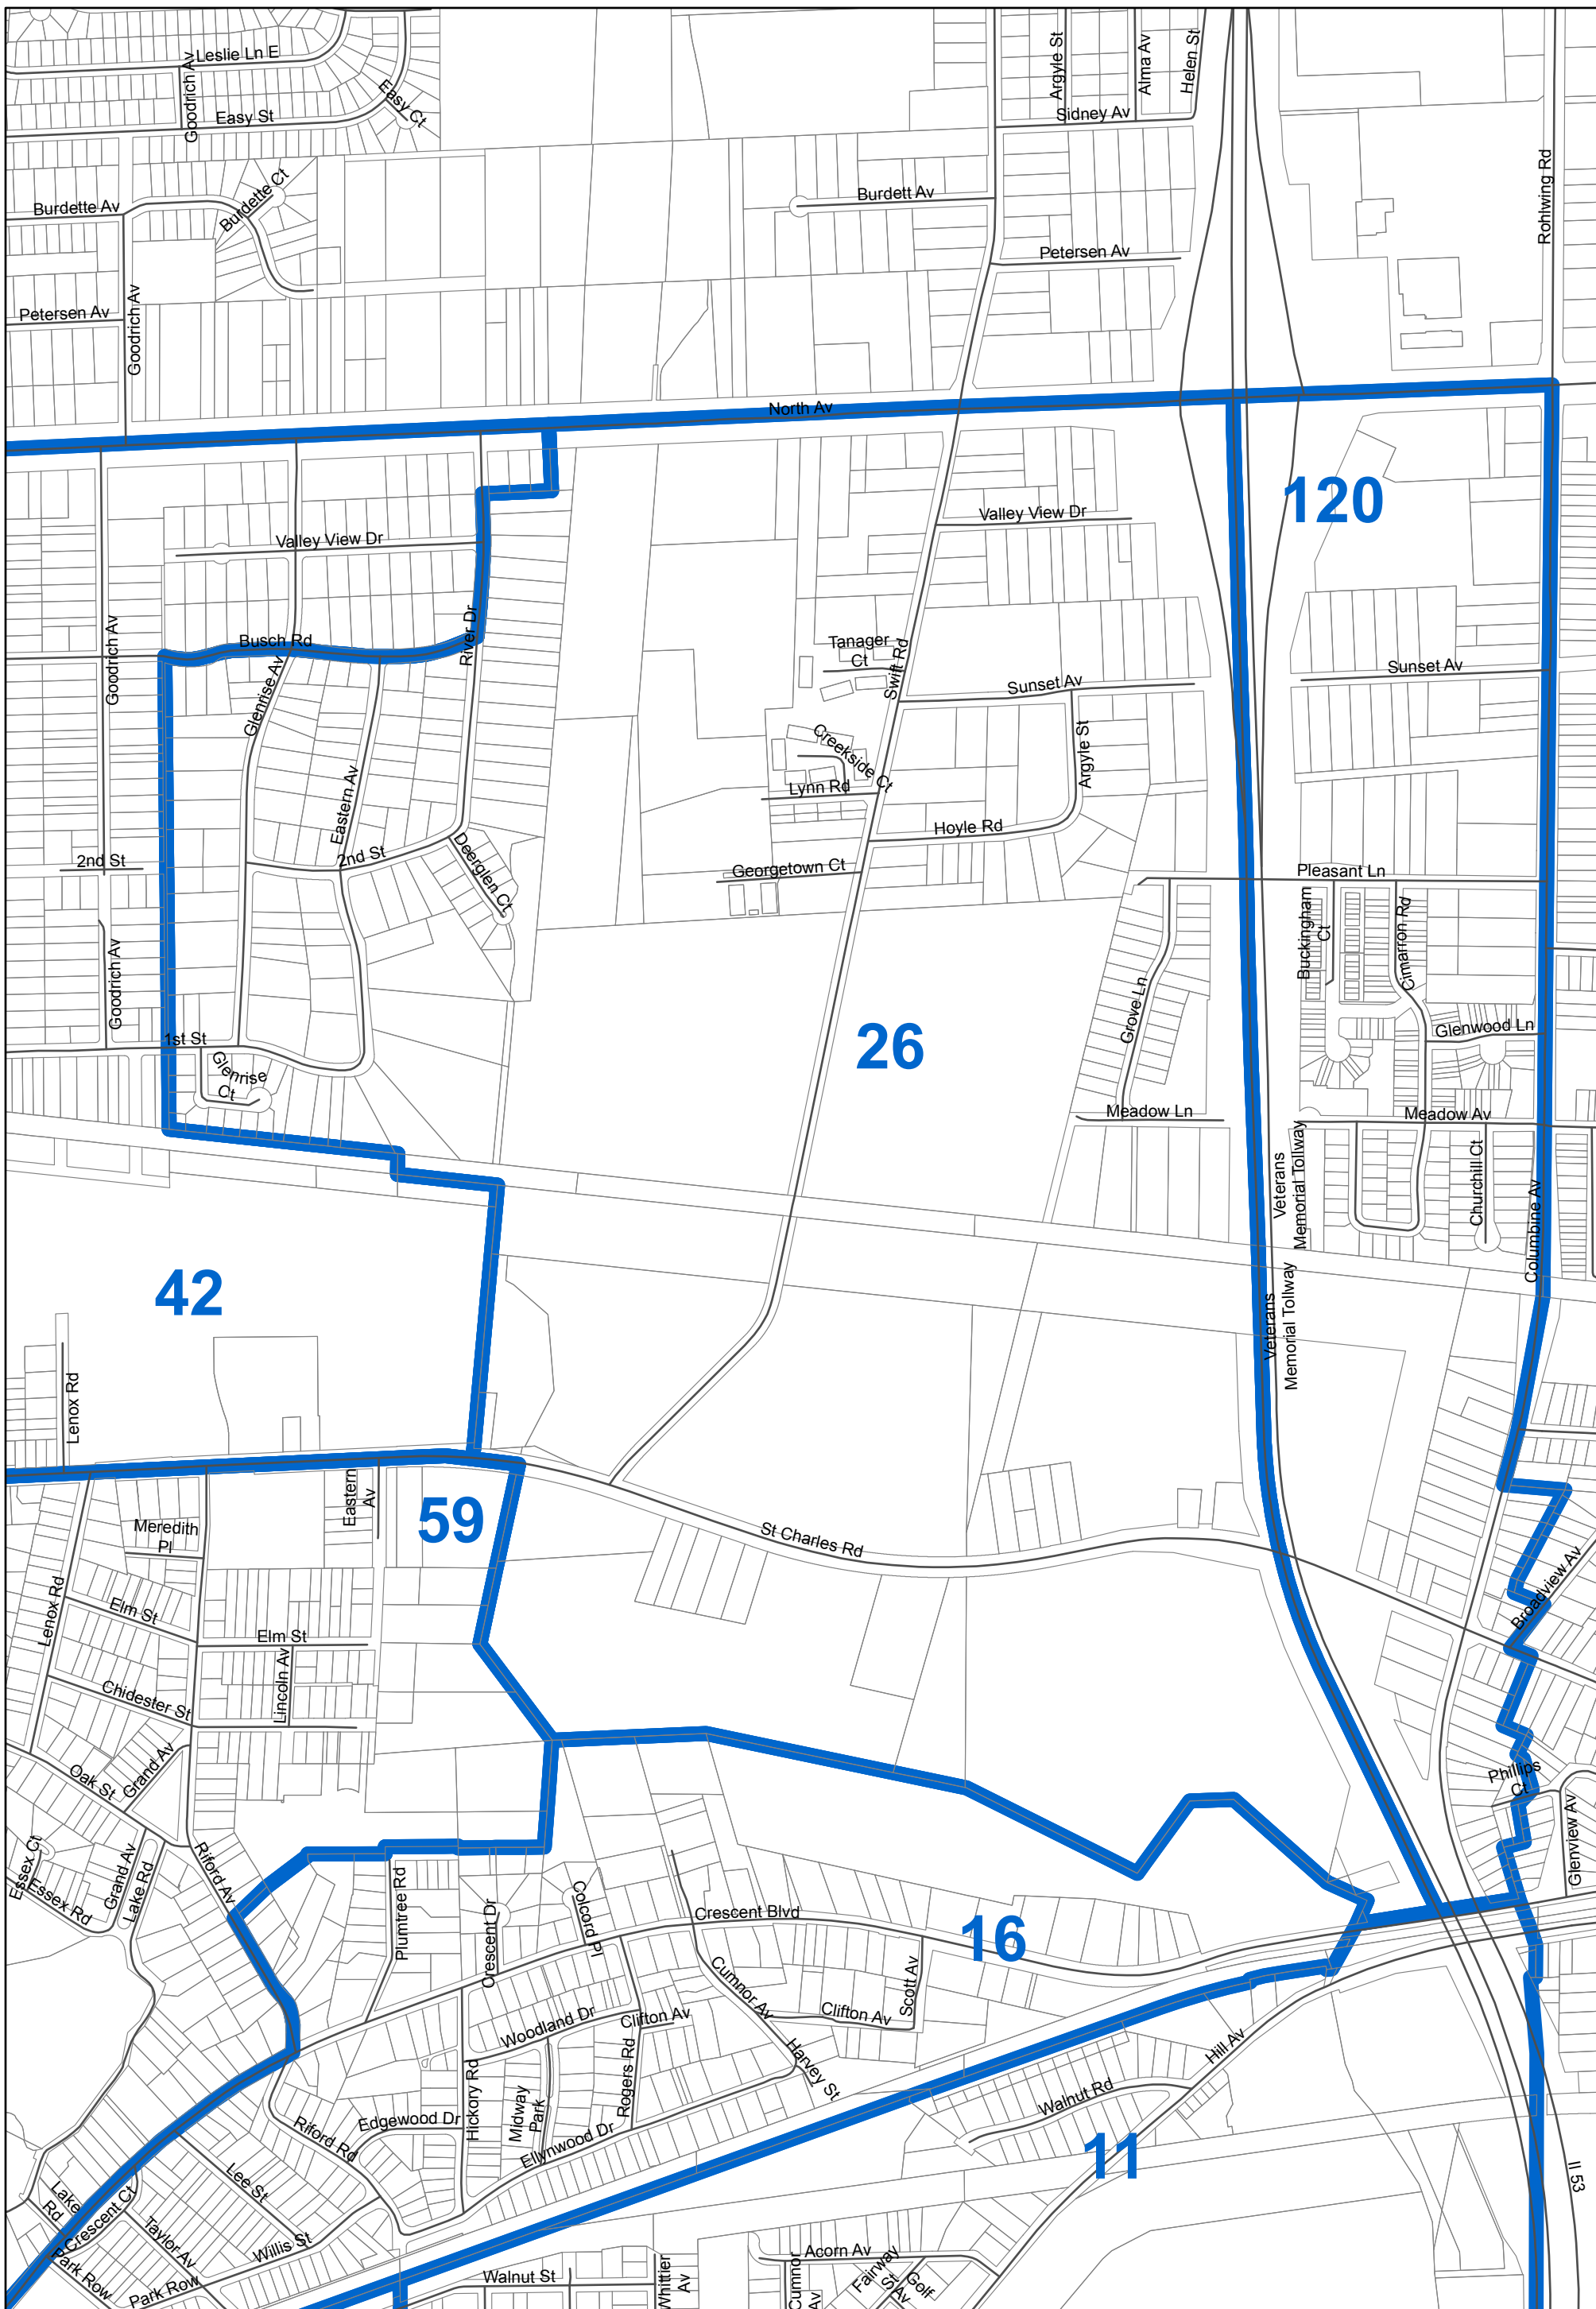 Leslie Ln E
Goodrich Av
Easy St
Easy Ct
Argyle St
Alma Av
Helen St
Sidney Av
Rohlwing Rd
Burdette Av
Burdette Ct
Burdett Av
Petersen Av
Petersen Av
Goodrich Av
North Av
120
Valley View Dr
Valley View Dr
Goodrich Av
Busch Rd
River Dr
Glenrise Av
Tanager
Ct
Swift Rd
Sunset Av
Sunset Av
Argyle St
Creekside Ct
Lynn Rd
Eastern Av
Hoyle Rd
2nd St
2nd St
Deerglen Ct
Georgetown Ct
Pleasant Ln
Buckingham
Ct
Cimarron Rd
Goodrich Av
Grove Ln
26
Glenwood Ln
1st St
Glenrise
Ct
Meadow Ln
Meadow Av
Veterans
Memorial Tollway
Churchill Ct
Columbine Av
42
Veterans
Memorial Tollway
Lenox Rd
59
Eastern
Av
Meredith
Pl
St Charles Rd
Lenox Rd
Elm St
Elm St
Broadview Av
Chidester St
Lincoln Av
Oak St
Grand Av
Phillips
Ct
Glenview Av
Essex Ct
Essex Rd
Grand Av
Lake Rd
Riford Av
Plumtree Rd
Crescent Dr
Colcord Pl
Crescent Blvd
16
Cumnor Av
Scott Av
Clifton Av
Clifton Av
Woodland Dr
Harvey St
Hill Av
Walnut Rd
Rogers Rd
Hickory Rd
Midway
Park
Edgewood Dr
Riford Rd
Ellynwood Dr
11
Il 53
Lee St
Lake
Rd
Crescent Ct
Taylor Av
Willis St
Park Row
Park Row
Walnut St
Whittier
Av
Acorn Av
Cumnor
Av
Fairway
Golf
Av